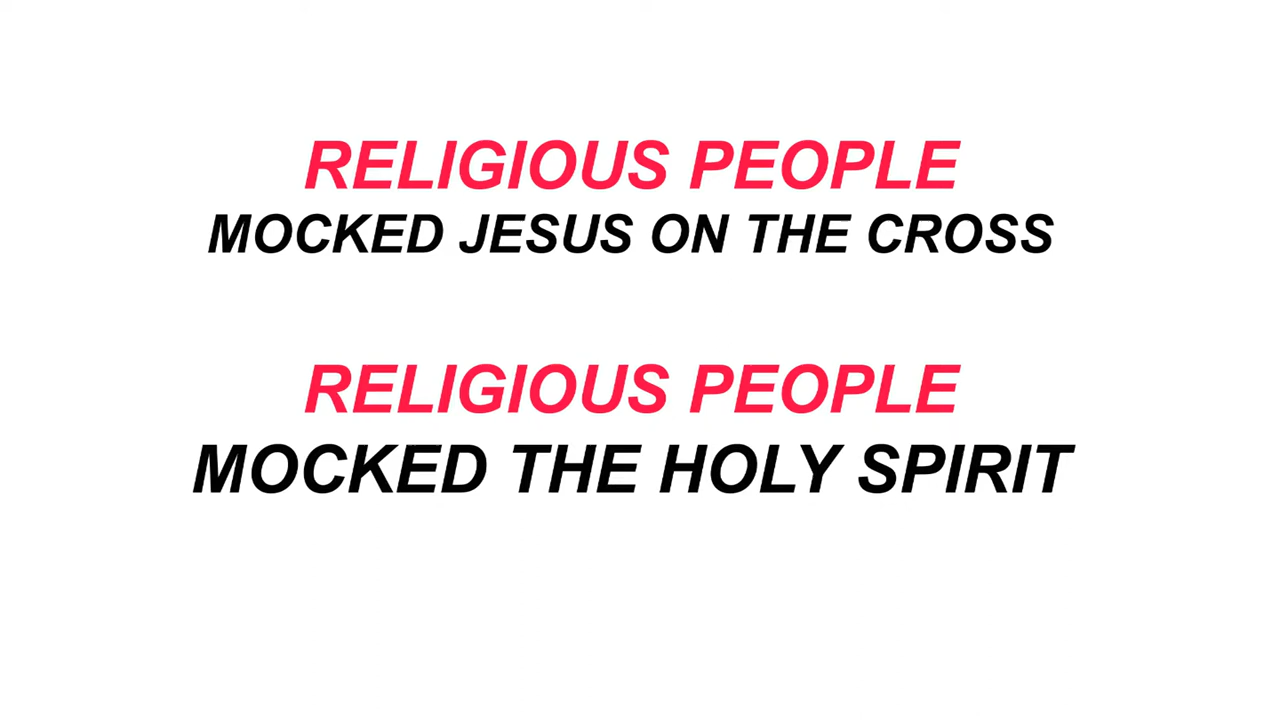 RELIGIOUS PEOPLE
MOCKED JESUS ON THE CROSS
RELIGIOUS PEOPLE
MOCKED THE HOLY SPIRIT